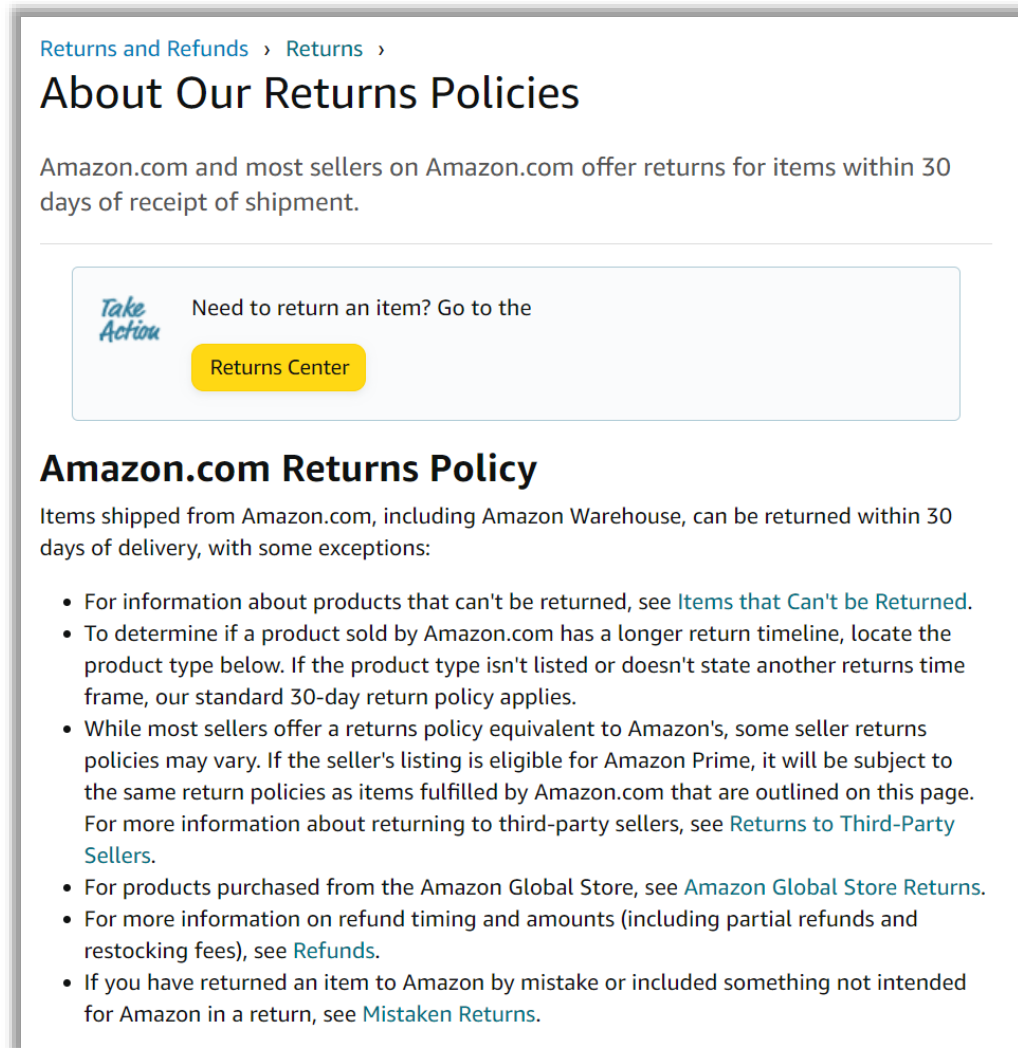 Returns and Refunds › Returns ›
About Our Returns Policies
Amazon.com and most sellers on Amazon.com offer returns for items within 30
days of receipt of shipment.
Take
Action
Need to return an item? Go to the
Returns Center
Amazon.com Returns Policy
Items shipped from Amazon.com, including Amazon Warehouse, can be returned within 30
days of delivery, with some exceptions:
• For information about products that can't be returned, see Items that Can't be Returned.
• To determine if a product sold by Amazon.com has a longer return timeline, locate the
product type below. If the product type isn't listed or doesn't state another returns time
frame, our standard 30-day return policy applies.
• While most sellers offer a returns policy equivalent to Amazon's, some seller returns
policies may vary. If the seller's listing is eligible for Amazon Prime, it will be subject to
the same return policies as items fulfilled by Amazon.com that are outlined on this page.
For more information about returning to third-party sellers, see Returns to Third-Party
Sellers.
• For products purchased from the Amazon Global Store, see Amazon Global Store Returns.
• For more information on refund timing and amounts (including partial refunds and
restocking fees), see Refunds.
• If you have returned an item to Amazon by mistake or included something not intended
for Amazon in a return, see Mistaken Returns.